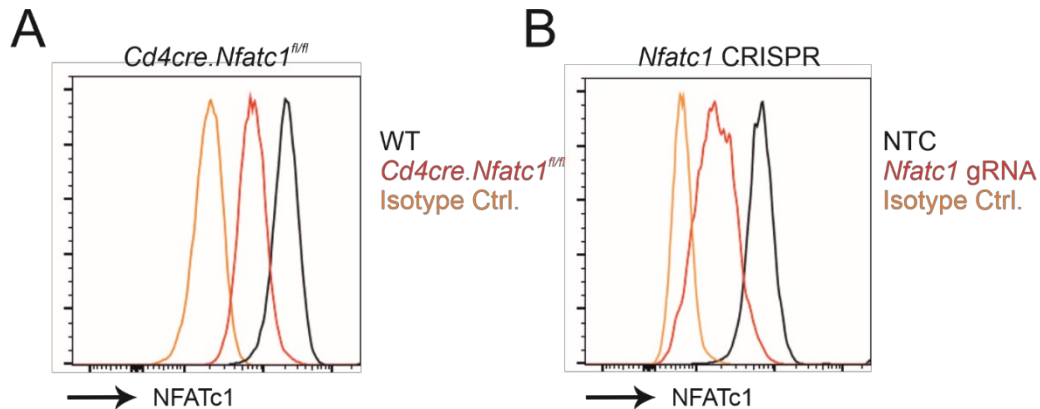 A
Cd4cre.Nfatc1fl/fl
WT
Cd4cre.Nfatc1fl/fl
Isotype Ctrl.
NFATc1
B
Nfatc1 CRISPR
NTC
Nfatc1 gRNA
Isotype Ctrl.
NFATc1